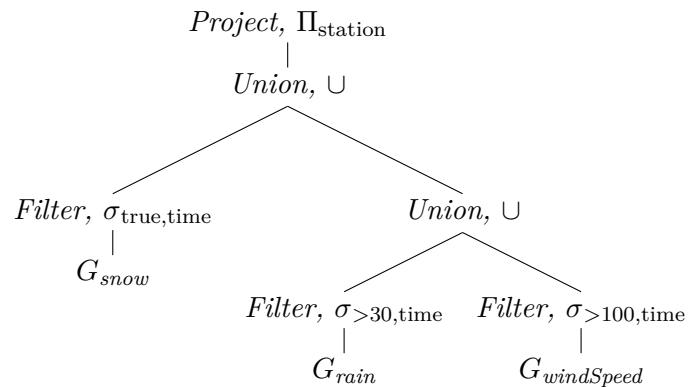 Project, Π_station
Union, ∪
Filter, σ_true,time
Union, ∪
G_snow
Filter, σ_>30,time
Filter, σ_>100,time
G_rain
G_windSpeed